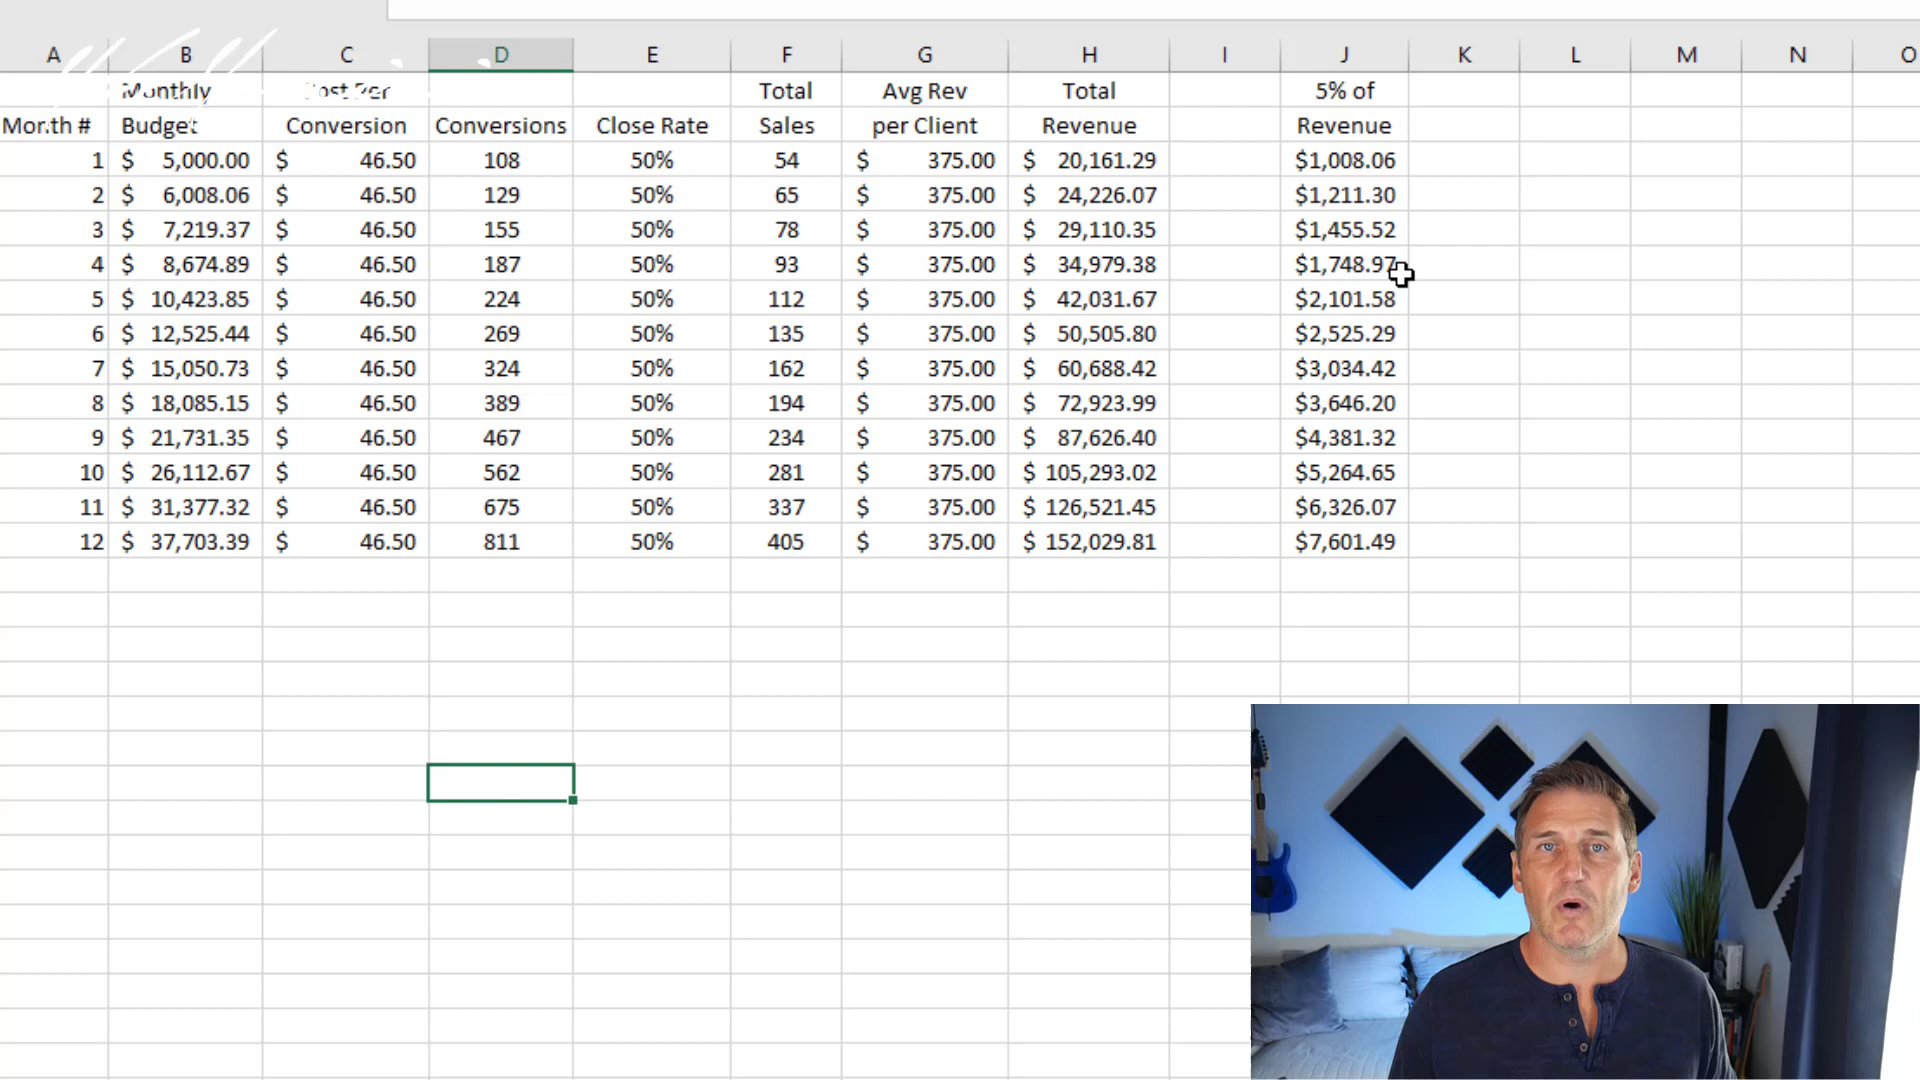 A B C D E F G H I J K L M N O
Monthly Cost Per Total Avg Rev Total 5% of
Month # Budget Conversion Conversions Close Rate Sales per Client Revenue Revenue
1 $ 5,000.00 $ 46.50 108 50% 54 $ 375.00 $ 20,161.29 $1,008.06
2 $ 6,008.06 $ 46.50 129 50% 65 $ 375.00 $ 24,226.07 $1,211.30
3 $ 7,219.37 $ 46.50 155 50% 78 $ 375.00 $ 29,110.35 $1,455.52
4 $ 8,674.89 $ 46.50 187 50% 93 $ 375.00 $ 34,979.38 $1,748.97
5 $ 10,423.85 $ 46.50 224 50% 112 $ 375.00 $ 42,031.67 $2,101.58
6 $ 12,525.44 $ 46.50 269 50% 135 $ 375.00 $ 50,505.80 $2,525.29
7 $ 15,050.73 $ 46.50 324 50% 162 $ 375.00 $ 60,688.42 $3,034.42
8 $ 18,085.15 $ 46.50 389 50% 194 $ 375.00 $ 72,923.99 $3,646.20
9 $ 21,731.35 $ 46.50 467 50% 234 $ 375.00 $ 87,626.40 $4,381.32
10 $ 26,112.67 $ 46.50 562 50% 281 $ 375.00 $ 105,293.02 $5,264.65
11 $ 31,377.32 $ 46.50 675 50% 337 $ 375.00 $ 126,521.45 $6,326.07
12 $ 37,703.39 $ 46.50 811 50% 405 $ 375.00 $ 152,029.81 $7,601.49